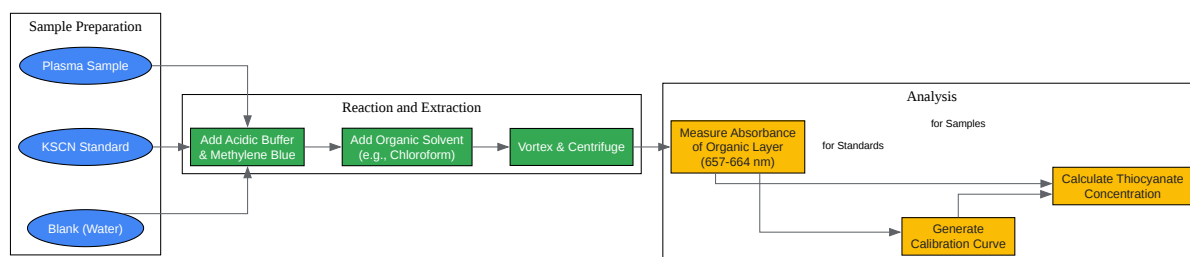 Sample Preparation
Plasma Sample
KSCN Standard
Blank (Water)
Reaction and Extraction
Add Acidic Buffer
& Methylene Blue
Add Organic Solvent
(e.g., Chloroform)
Vortex & Centrifuge
Analysis
Measure Absorbance
of Organic Layer
(657-664 nm)
for Samples
for Standards
Calculate Thiocyanate
Concentration
Generate
Calibration Curve